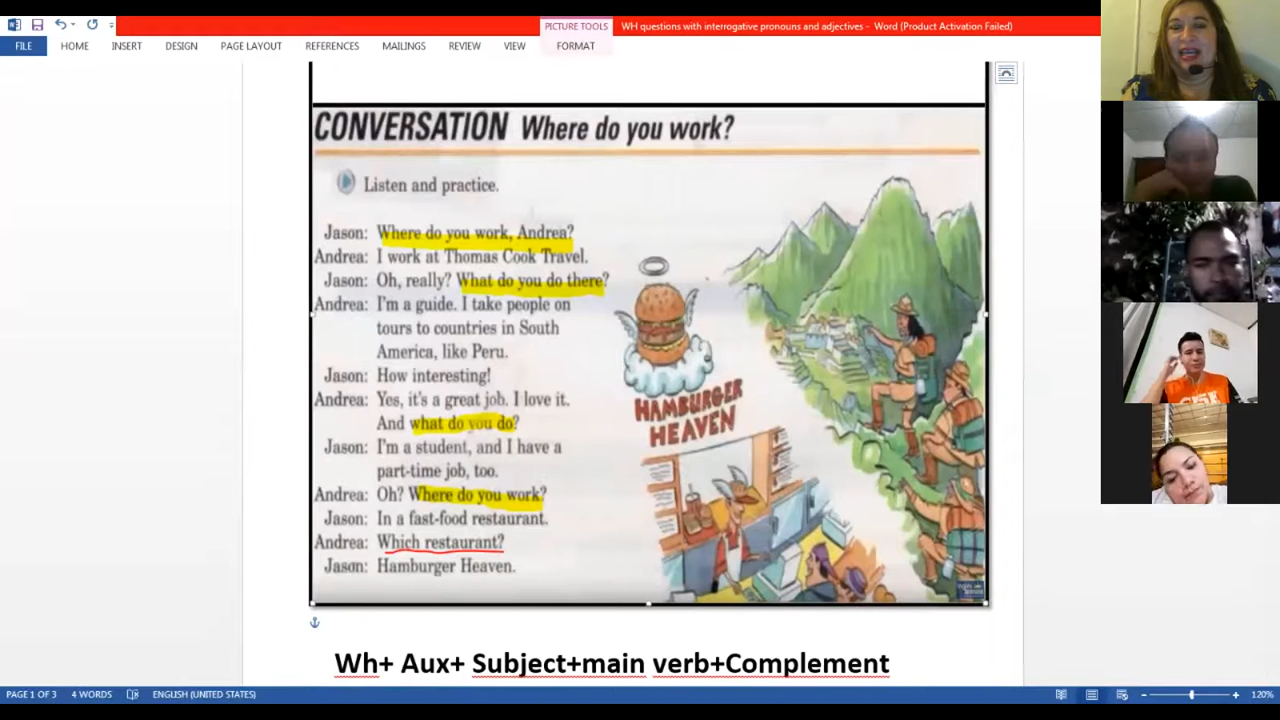 PICTURE TOOLS
WH questions with interrogative pronouns and adjectives - Word (Product Activation Failed)
FILE HOME INSERT DESIGN PAGE LAYOUT REFERENCES MAILINGS REVIEW VIEW FORMAT
CONVERSATION Where do you work?
Listen and practice.
Jason: Where do you work, Andrea?
Andrea: I work at Thomas Cook Travel.
Jason: Oh, really? What do you do there?
Andrea: I'm a guide. I take people on
tours to countries in South
America, like Peru.
Jason: How interesting!
Andrea: Yes, it's a great job. I love it.
And what do you do?
Jason: I'm a student, and I have a
part-time job, too.
Andrea: Oh? Where do you work?
Jason: In a fast-food restaurant.
Andrea: Which restaurant?
Jason: Hamburger Heaven.
HAMBURGER
HEAVEN
Wh+ Aux+ Subject+main verb+Complement
PAGE 1 OF 3 4 WORDS ENGLISH (UNITED STATES) 120%